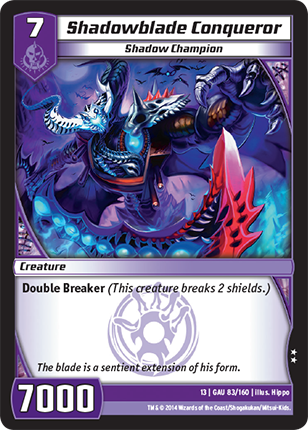 7
Shadowblade Conqueror
Shadow Champion
Creature
Double Breaker (This creature breaks 2 shields.)
The blade is a sentient extension of his form.
7000
13 | GAU 83/160 | Illus. Hippo
TM & © 2014 Wizards of the Coast/Shogakukan/Mitsui-Kids.